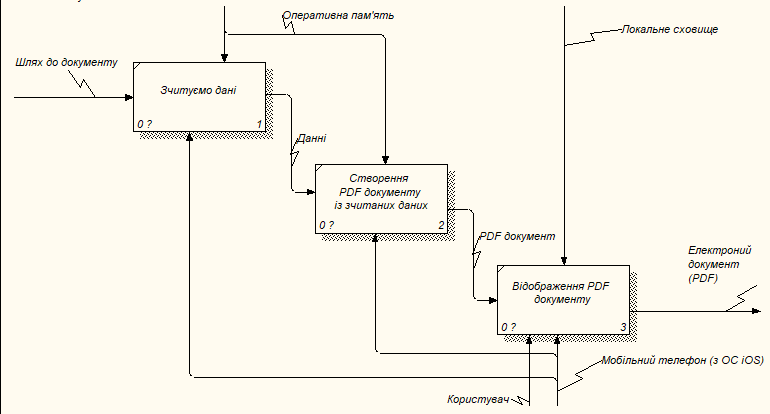 Оперативна пам'ять
Локальне сховище
Шлях до документу
Зчитуємо дані
0 ?
1
Данні
Створення
PDF документу
із зчитаних даних
0 ?
2
PDF документ
Електроний
документ
(PDF)
Відображення PDF
документу
0 ?
3
Мобільний телефон (з ОС iOS)
Користувач